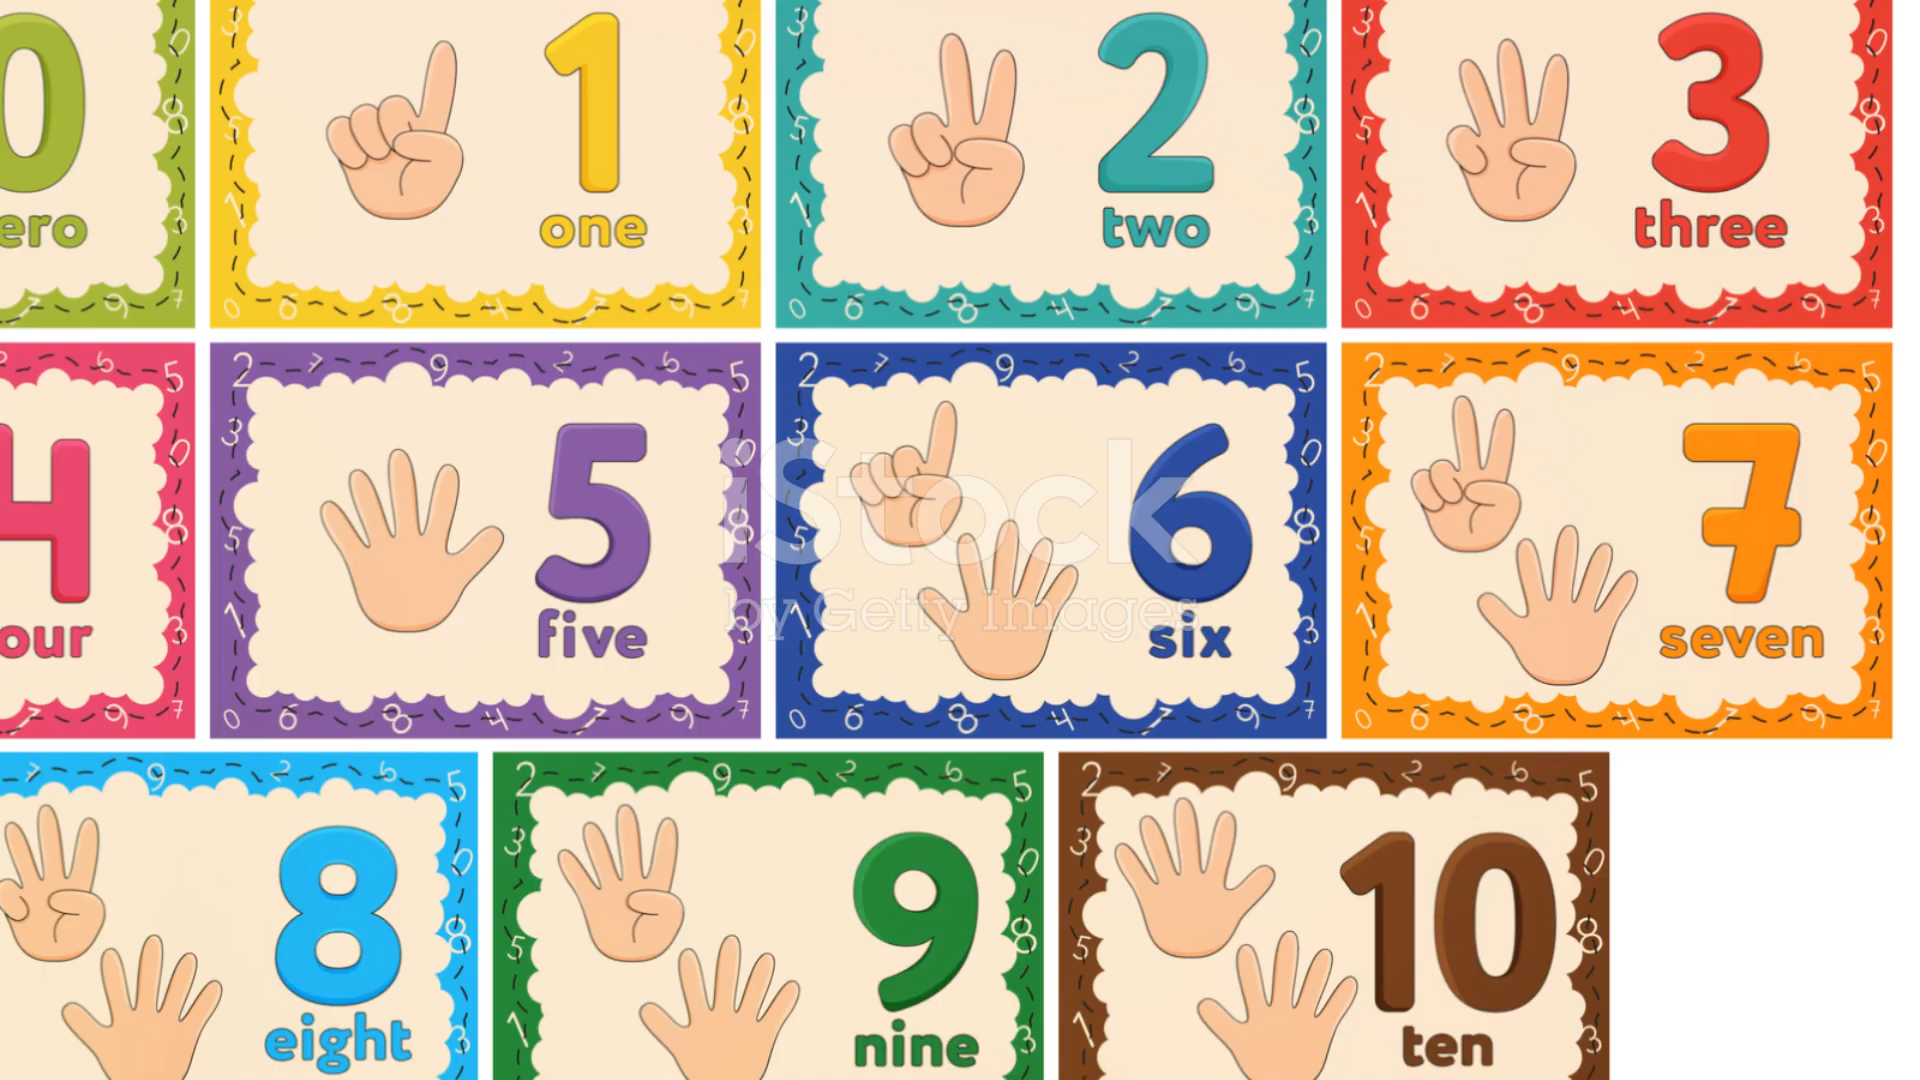 0
ero
1
one
2
two
3
three
4
our
5
five
6
six
7
seven
iStock
by Getty Images
8
eight
9
nine
10
ten